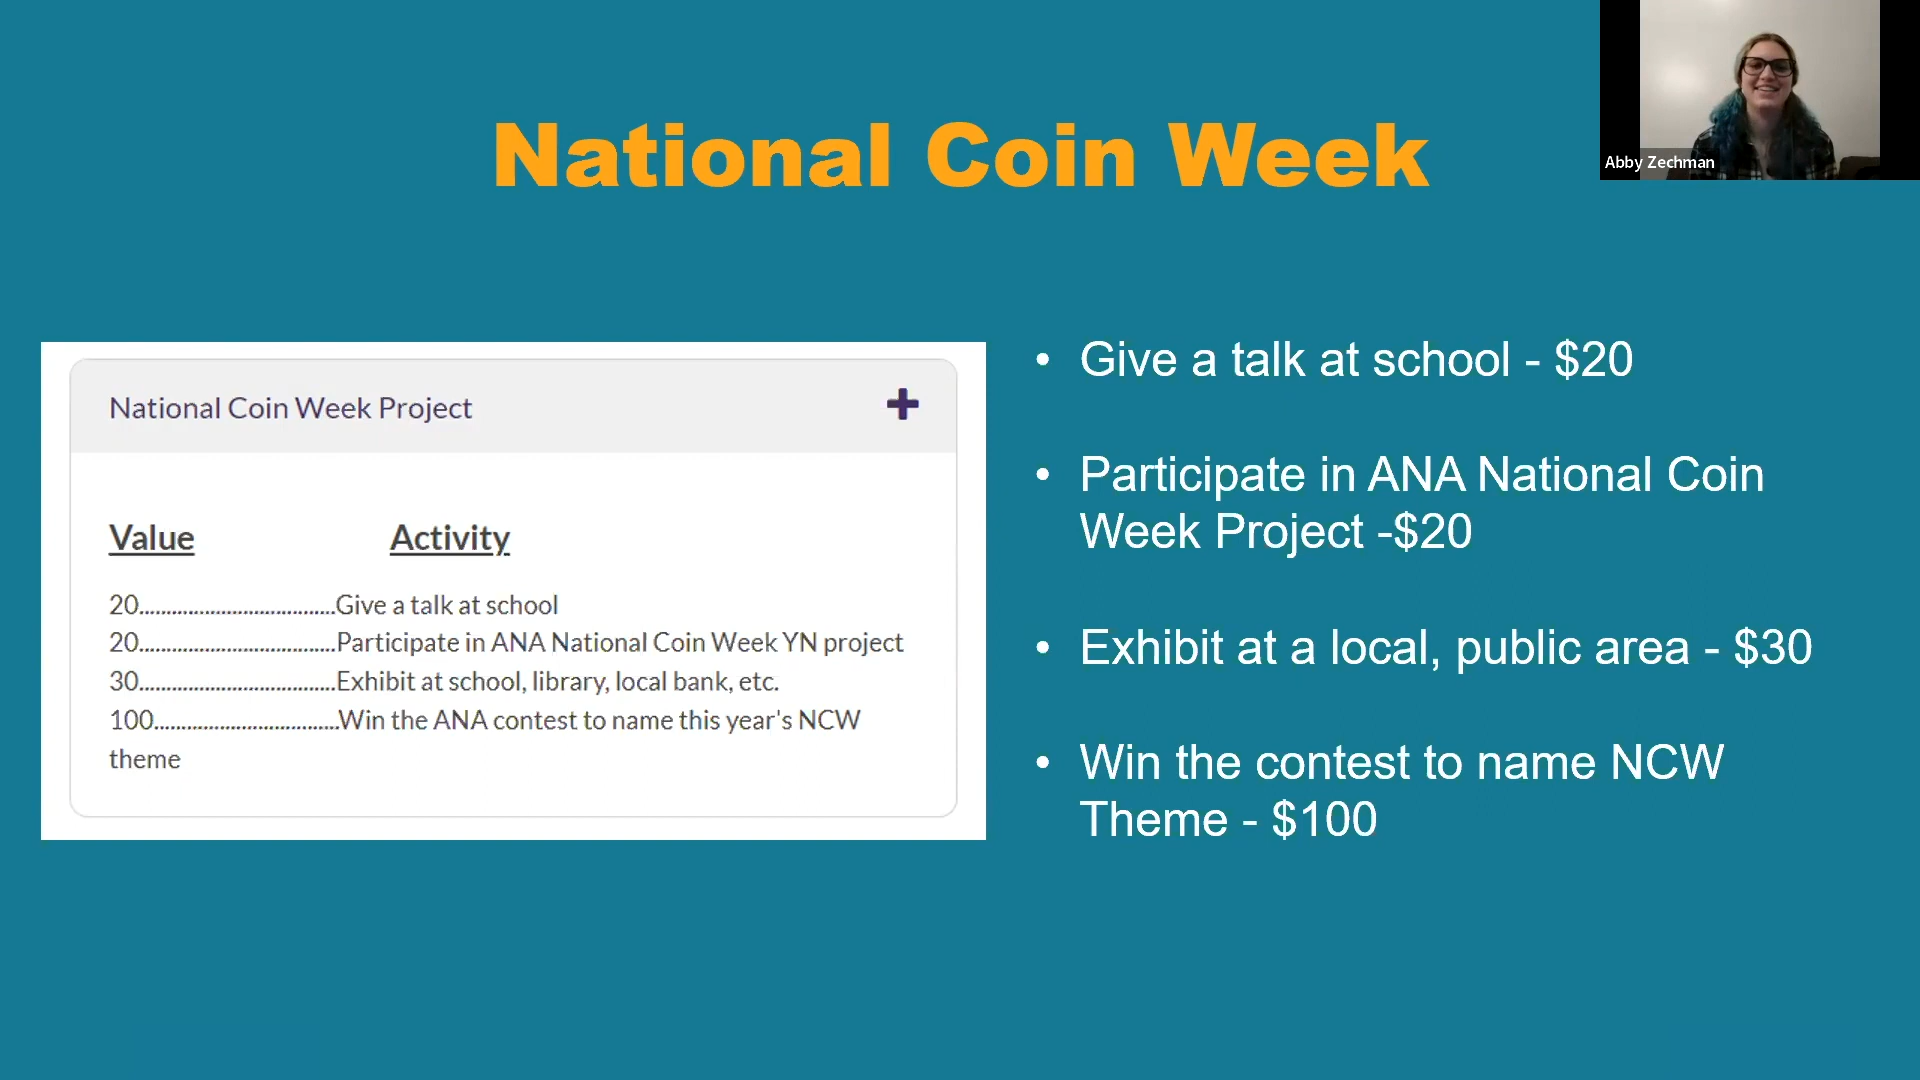 National Coin Week
Abby Zechman
National Coin Week Project
Value Activity
20....................................Give a talk at school
20....................................Participate in ANA National Coin Week YN project
30....................................Exhibit at school, library, local bank, etc.
100..................................Win the ANA contest to name this year's NCW
theme
• Give a talk at school - $20
• Participate in ANA National Coin
Week Project -$20
• Exhibit at a local, public area - $30
• Win the contest to name NCW
Theme - $100